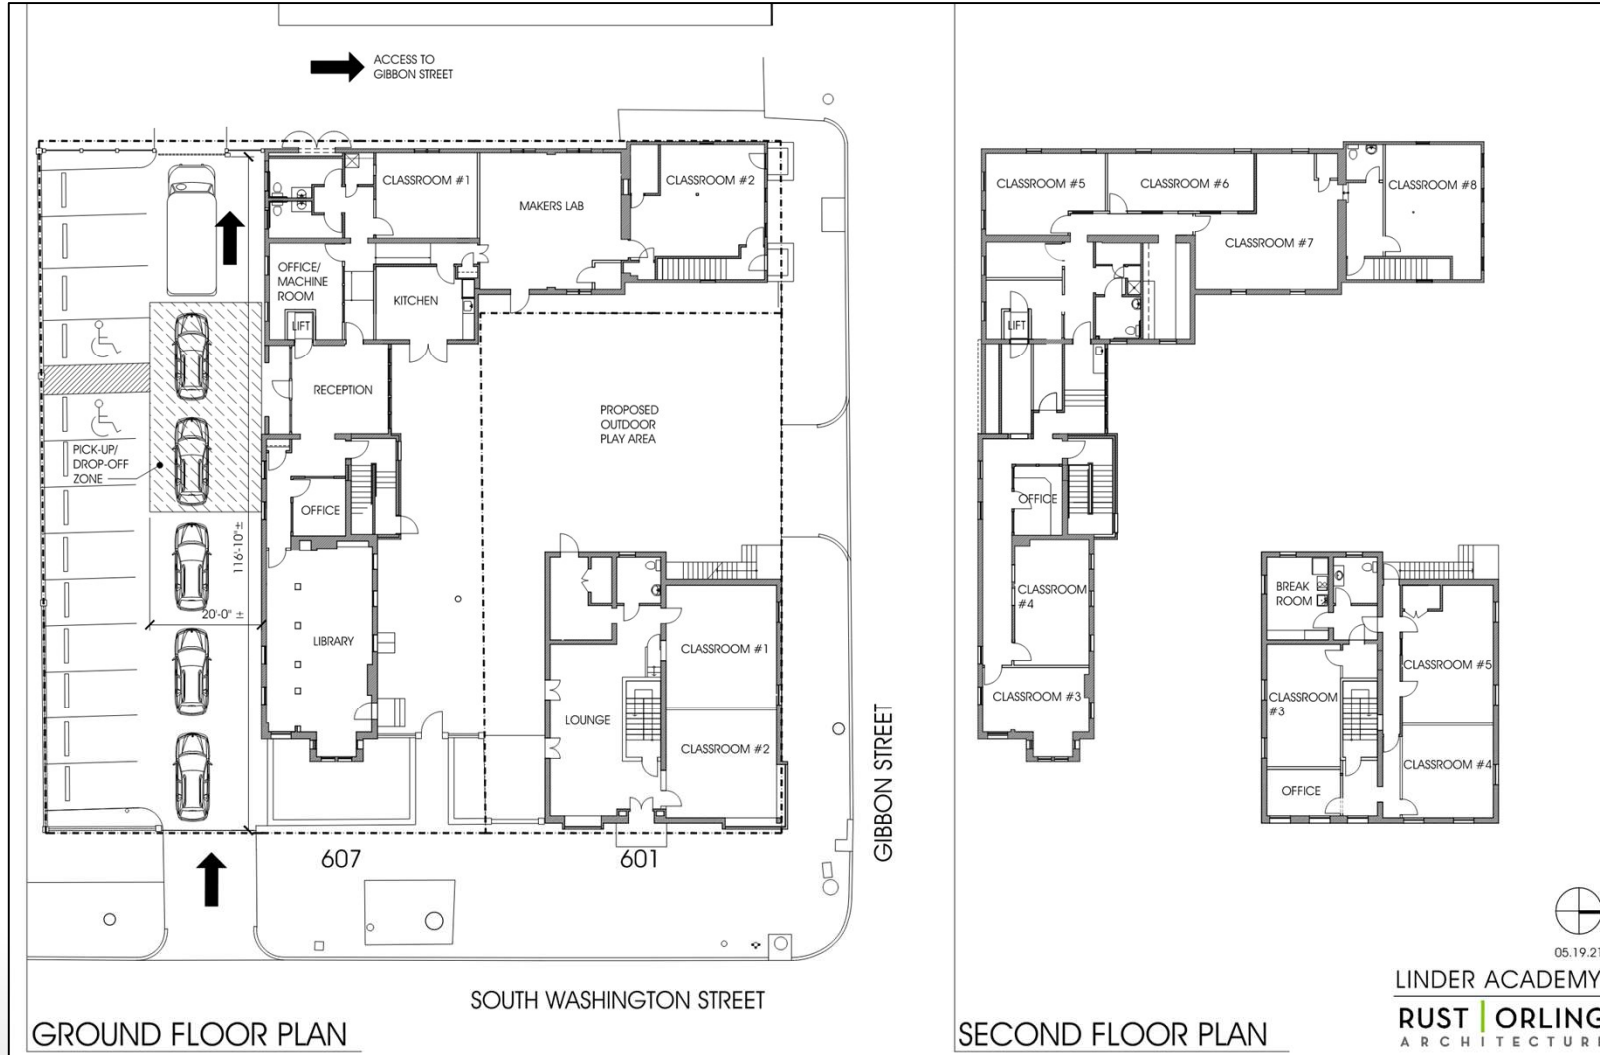 ACCESS TO
GIBBON STREET
CLASSROOM #1
MAKERS LAB
CLASSROOM #2
OFFICE/
MACHINE
ROOM
LIFT
KITCHEN
RECEPTION
PROPOSED
OUTDOOR
PLAY AREA
PICK-UP/
DROP-OFF
ZONE
OFFICE
116'-10"±
20'-0" ±
LIBRARY
CLASSROOM #1
LOUNGE
CLASSROOM #2
607
601
GIBBON STREET
SOUTH WASHINGTON STREET
GROUND FLOOR PLAN
CLASSROOM #5
CLASSROOM #6
CLASSROOM #7
CLASSROOM #8
LIFT
OFFICE
CLASSROOM
#4
CLASSROOM #3
BREAK
ROOM
CLASSROOM #5
CLASSROOM
#3
CLASSROOM #4
OFFICE
SECOND FLOOR PLAN
05.19.21
LINDER ACADEMY
RUST | ORLING
ARCHITECTURE